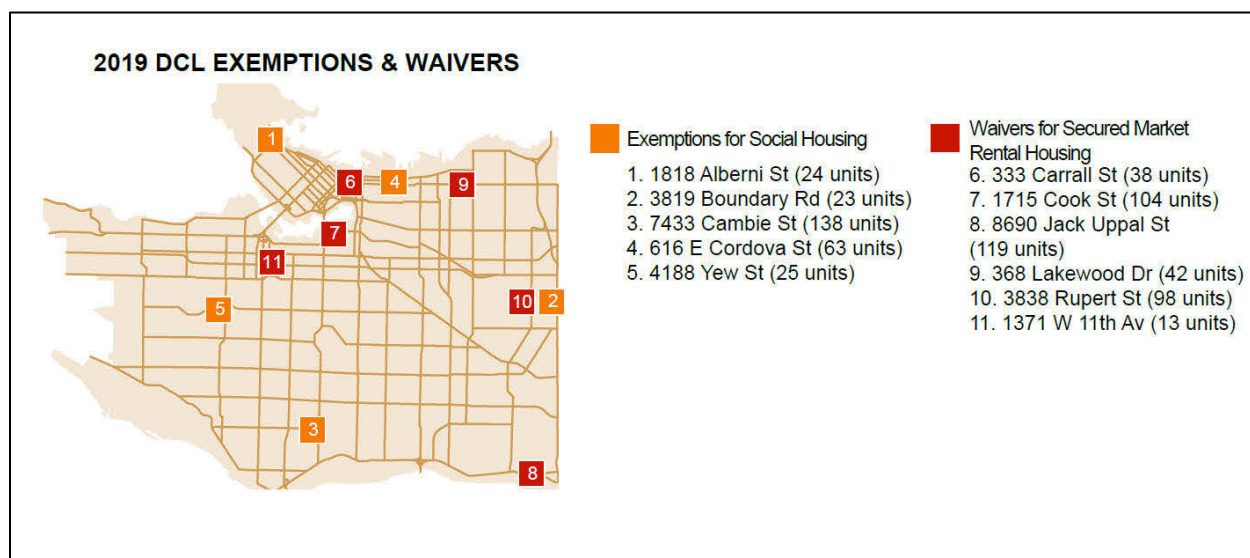 2019 DCL EXEMPTIONS & WAIVERS
1
6
4
9
7
11
5
10
2
3
8
Exemptions for Social Housing
1. 1818 Alberni St (24 units)
2. 3819 Boundary Rd (23 units)
3. 7433 Cambie St (138 units)
4. 616 E Cordova St (63 units)
5. 4188 Yew St (25 units)
Waivers for Secured Market
Rental Housing
6. 333 Carrall St (38 units)
7. 1715 Cook St (104 units)
8. 8690 Jack Uppal St
(119 units)
9. 368 Lakewood Dr (42 units)
10. 3838 Rupert St (98 units)
11. 1371 W 11th Av (13 units)